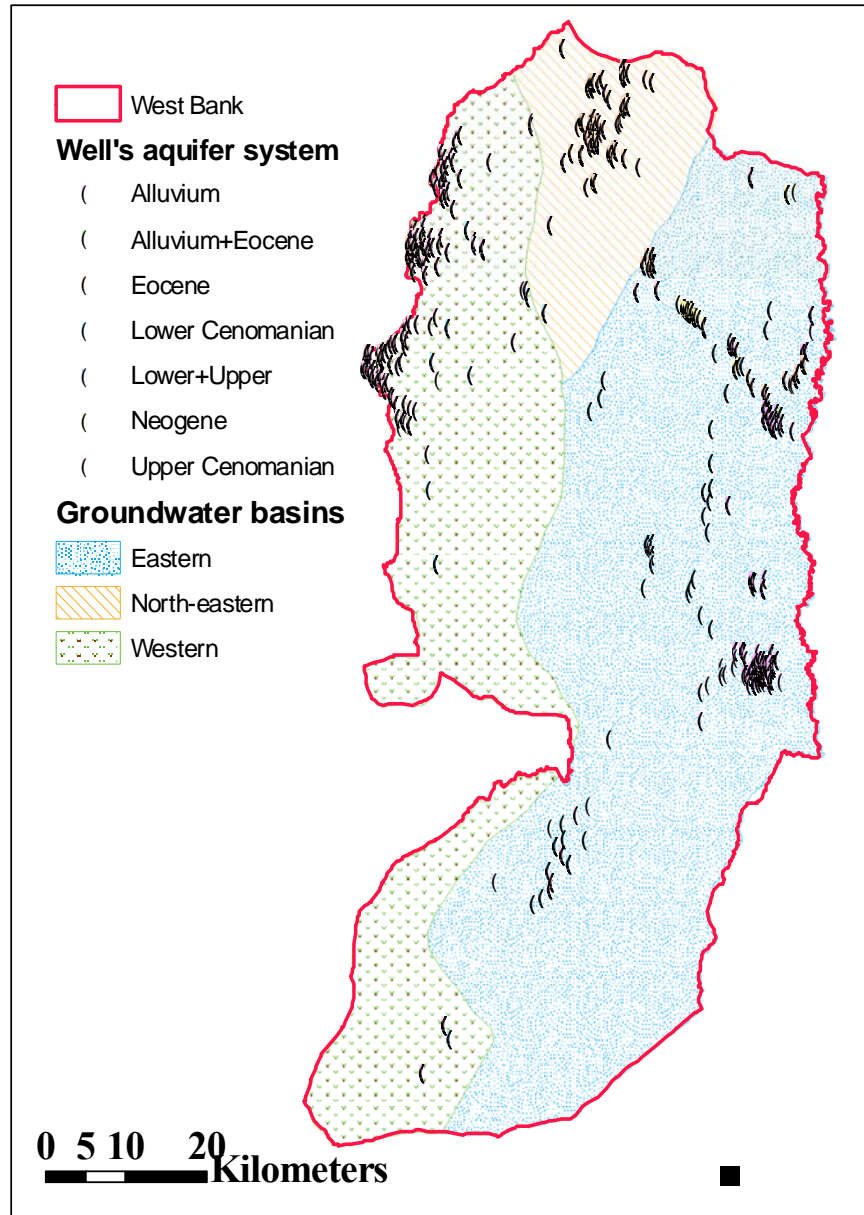 West Bank
Well's aquifer system
Alluvium
Alluvium+Eocene
Eocene
Lower Cenomanian
Lower+Upper
Neogene
Upper Cenomanian
Groundwater basins
Eastern
North-eastern
Western
0 5 10 20
Kilometers